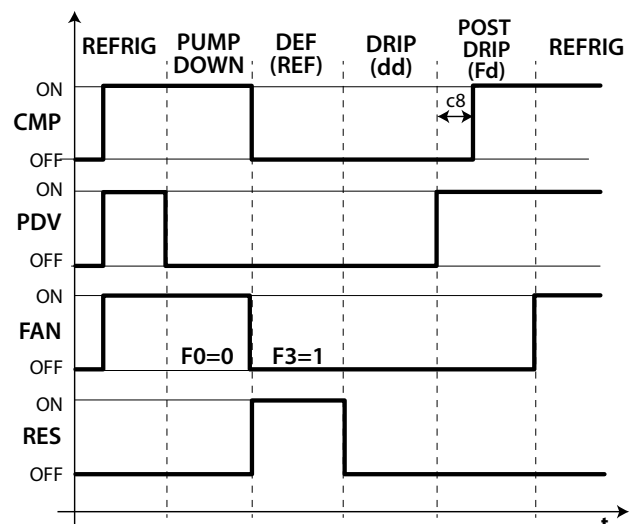 REFRIG
PUMP
DOWN
DEF
(REF)
DRIP
(dd)
POST
DRIP
(Fd)
REFRIG
ON
CMP
OFF
c8
ON
PDV
OFF
ON
FAN
OFF
F0=0
F3=1
ON
RES
OFF
t